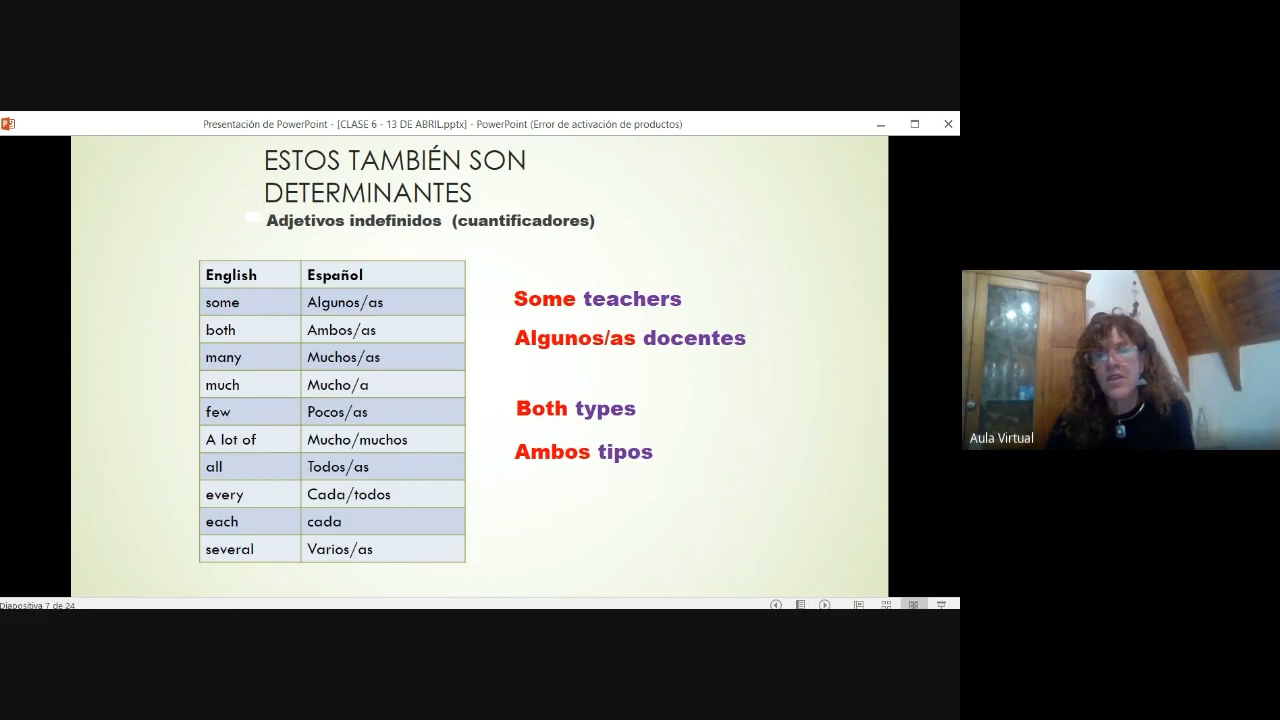 Presentación de PowerPoint - [CLASE 6 - 13 DE ABRIL.pptx] - PowerPoint (Error de activación de productos)
ESTOS TAMBIÉN SON
DETERMINANTES
Adjetivos indefinidos (cuantificadores)
English Español
some Algunos/as
both Ambos/as
many Muchos/as
much Mucho/a
few Pocos/as
A lot of Mucho/muchos
all Todos/as
every Cada/todos
each cada
several Varios/as
Some teachers
Algunos/as docentes
Both types
Ambos tipos
Diapositiva 7 de 24
Aula Virtual